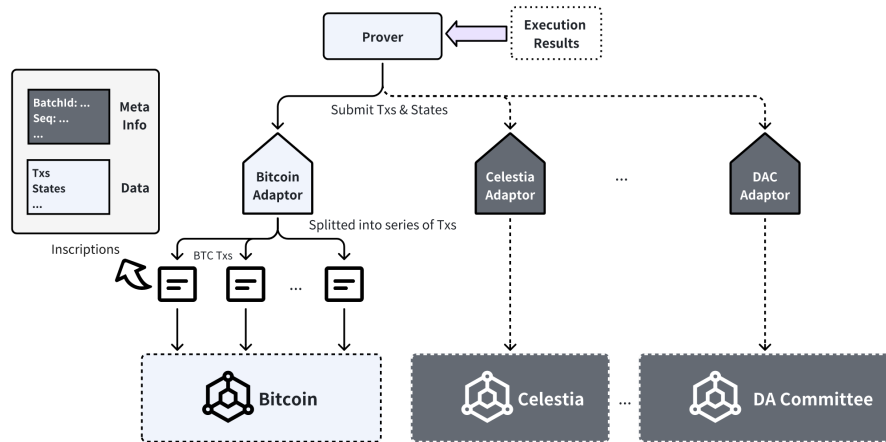 Prover
Execution
Results
BatchId: ...
Seq: ...
...
Meta
Info
Txs
States
...
Data
Inscriptions
Submit Txs & States
Bitcoin
Adaptor
Celestia
Adaptor
...
DAC
Adaptor
Splitted into series of Txs
BTC Txs
...
Bitcoin
Celestia
...
DA Committee